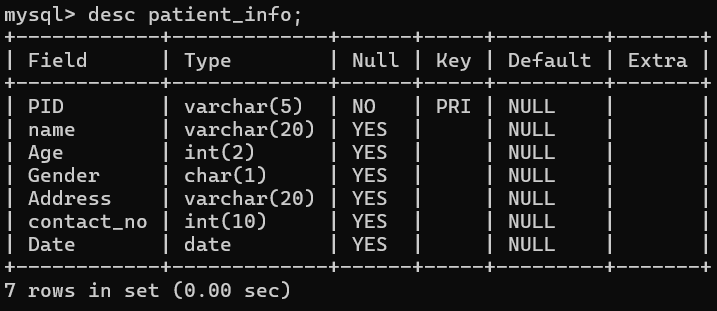 mysql> desc patient_info;
+------------+-------------+------+-----+---------+-------+
| Field      | Type        | Null | Key | Default | Extra |
+------------+-------------+------+-----+---------+-------+
| PID        | varchar(5)  | NO   | PRI | NULL    |       |
| name       | varchar(20) | YES  |     | NULL    |       |
| Age        | int(2)      | YES  |     | NULL    |       |
| Gender     | char(1)     | YES  |     | NULL    |       |
| Address    | varchar(20) | YES  |     | NULL    |       |
| contact_no | int(10)     | YES  |     | NULL    |       |
| Date       | date        | YES  |     | NULL    |       |
+------------+-------------+------+-----+---------+-------+
7 rows in set (0.00 sec)